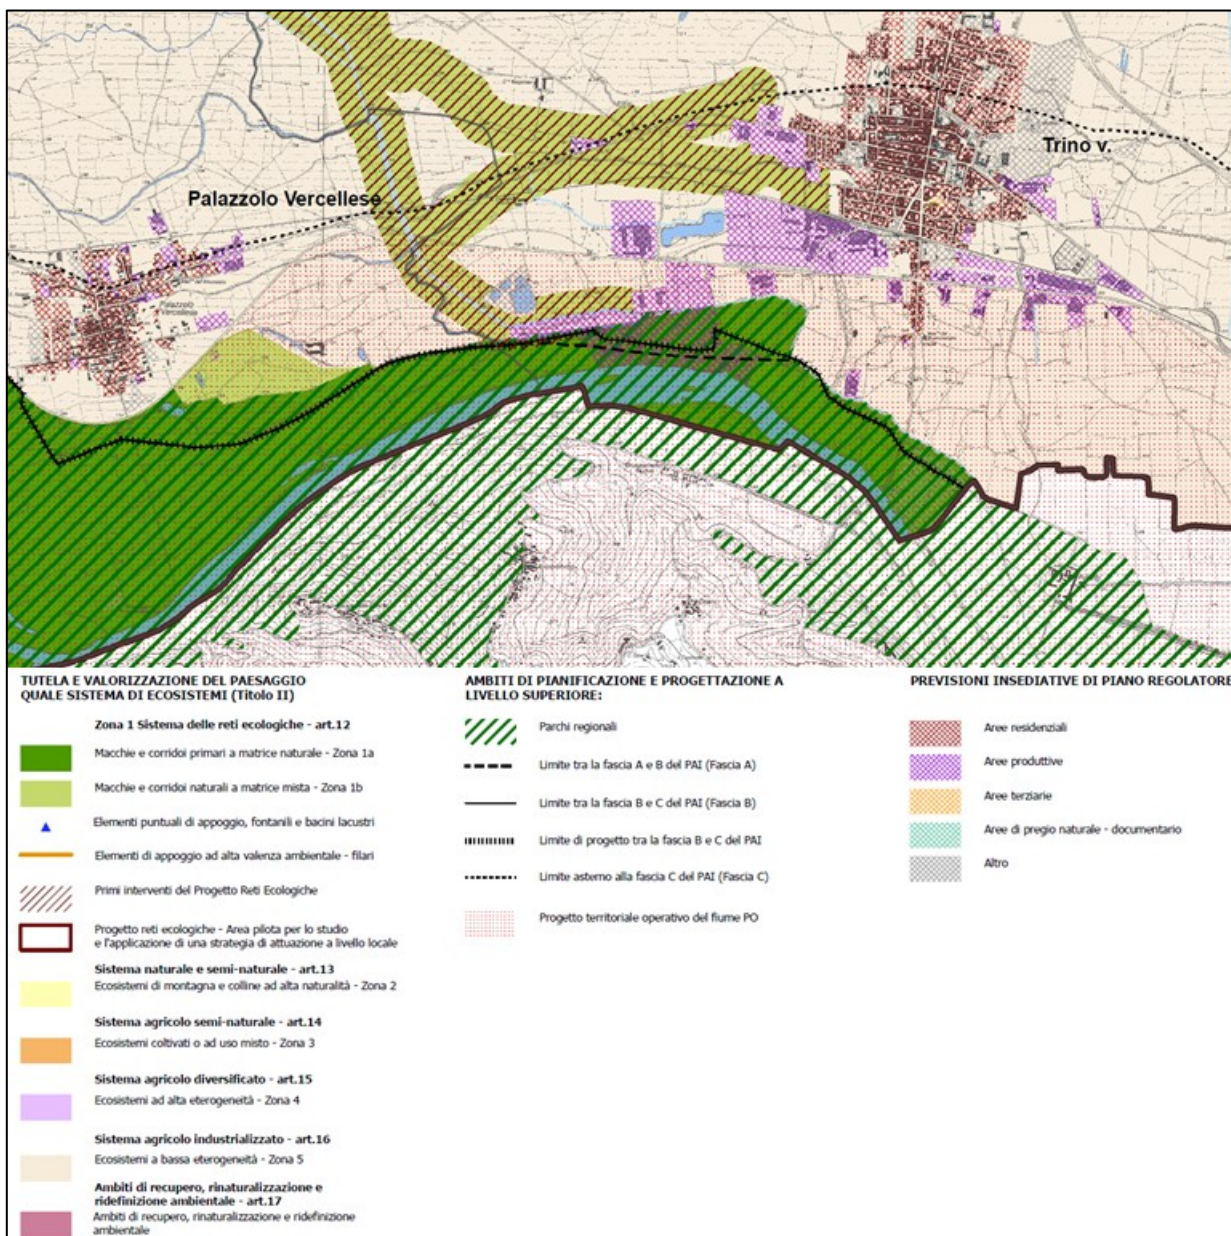 Trino v.
Palazzolo Vercellese
Palazzolo
Vercellese
TUTELA E VALORIZZAZIONE DEL PAESAGGIO
QUALE SISTEMA DI ECOSISTEMI (Titolo II)
Zona 1 Sistema delle reti ecologiche - art.12
Macchie e corridoi primari a matrice naturale - Zona 1a
Macchie e corridoi naturali a matrice mista - Zona 1b
Elementi puntuali di appoggio, fontanili e bacini lacustri
Elementi di appoggio ad alta valenza ambientale - filari
Primi interventi del Progetto Reti Ecologiche
Progetto reti ecologiche - Area pilota per lo studio
e l'applicazione di una strategia di attuazione a livello locale
Sistema naturale e semi-naturale - art.13
Ecosistemi di montagna e colline ad alta naturalità - Zona 2
Sistema agricolo semi-naturale - art.14
Ecosistemi coltivati o ad uso misto - Zona 3
Sistema agricolo diversificato - art.15
Ecosistemi ad alta eterogeneità - Zona 4
Sistema agricolo industrializzato - art.16
Ecosistemi a bassa eterogeneità - Zona 5
Ambiti di recupero, rinaturalizzazione e
ridefinizione ambientale - art.17
Ambiti di recupero, rinaturalizzazione e ridefinizione
ambientale
AMBITI DI PIANIFICAZIONE E PROGETTAZIONE A
LIVELLO SUPERIORE:
Parchi regionali
Limite tra la fascia A e B del PAI (Fascia A)
Limite tra la fascia B e C del PAI (Fascia B)
Limite di progetto tra la fascia B e C del PAI
Limite asterno alla fascia C del PAI (Fascia C)
Progetto territoriale operativo del fiume PO
PREVISIONI INSEDIATIVE DI PIANO REGOLATORE
Aree residenziali
Aree produttive
Aree terziarie
Aree di pregio naturale - documentario
Altro